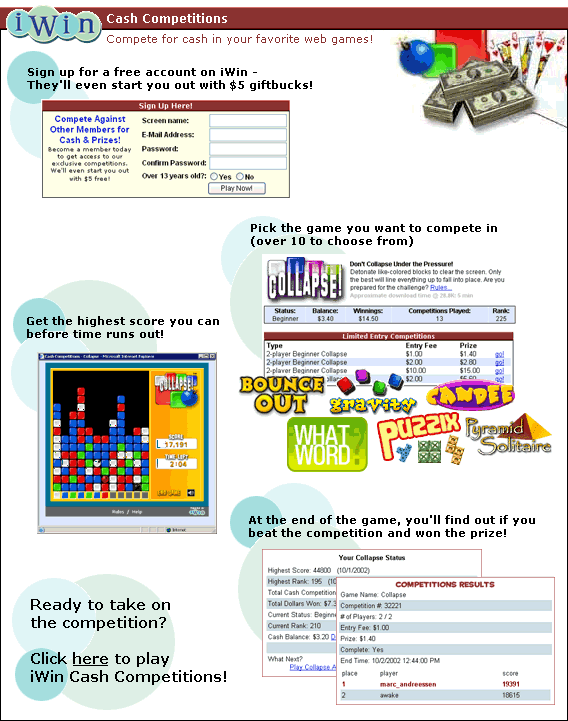 iWin
Cash Competitions
Compete for cash in your favorite web games!
Sign up for a free account on iWin -
They'll even start you out with $5 giftbucks!
Sign Up Here!
Compete Against
Other Members for
Cash & Prizes!
Become a member today
to get access to our
exclusive competitions.
We'll even start you out
with $5 free!
Screen name:
E-Mail Address:
Password:
Confirm Password:
Over 13 years old?: Yes No
Play Now!
Pick the game you want to compete in
(over 10 to choose from)
COLLAPSE!
Don't Collapse Under the Pressure!
Detonate like-colored blocks to clear the screen. Only
the best will line everything up to fall into place. Are you
prepared for the challenge? Rules...
Approximate download time @ 28.8K: 5 min
Status: Balance: Winnings: Competitions Played: Rank:
Beginner $3.40 $14.50 13 225
Limited Entry Competitions
Type Entry Fee Prize
2-player Beginner Collapse $1.00 $1.40 go!
2-player Beginner Collapse $2.00 $2.80 go!
2-player Beginner Collapse $10.00 $15.00 go!
$2.00 $5.60 go!
BOUNCE
OUT
gravity
CANDEE
WHAT
WORD?
PUZZIX
Pyramid
Solitaire
Get the highest score you can
before time runs out!
Cash Competitions - Collapse - Microsoft Internet Explorer
COLLAPSE!
SCORE
17,191
TIME LEFT
2:04
Rules / Help
iWin
Internet
At the end of the game, you'll find out if you
beat the competition and won the prize!
Your Collapse Status
Highest Score: 44800 (10/1/2002)
Highest Rank: 195 (10
Total Cash Competition
Total Dollars Won: $7.3
Current Status: Beginne
Current Rank: 210
Cash Balance: $3.20 D
What Next?
Play Collapse A
COMPETITIONS RESULTS
Game Name: Collapse
Competition #: 32221
# of Players: 2 / 2
Entry Fee: $1.00
Prize: $1.40
Complete: Yes
End Time: 10/2/2002 12:44:00 PM
place player score
1 marc_andreessen 19391
2 awake 18615
Ready to take on
the competition?
Click here to play
iWin Cash Competitions!